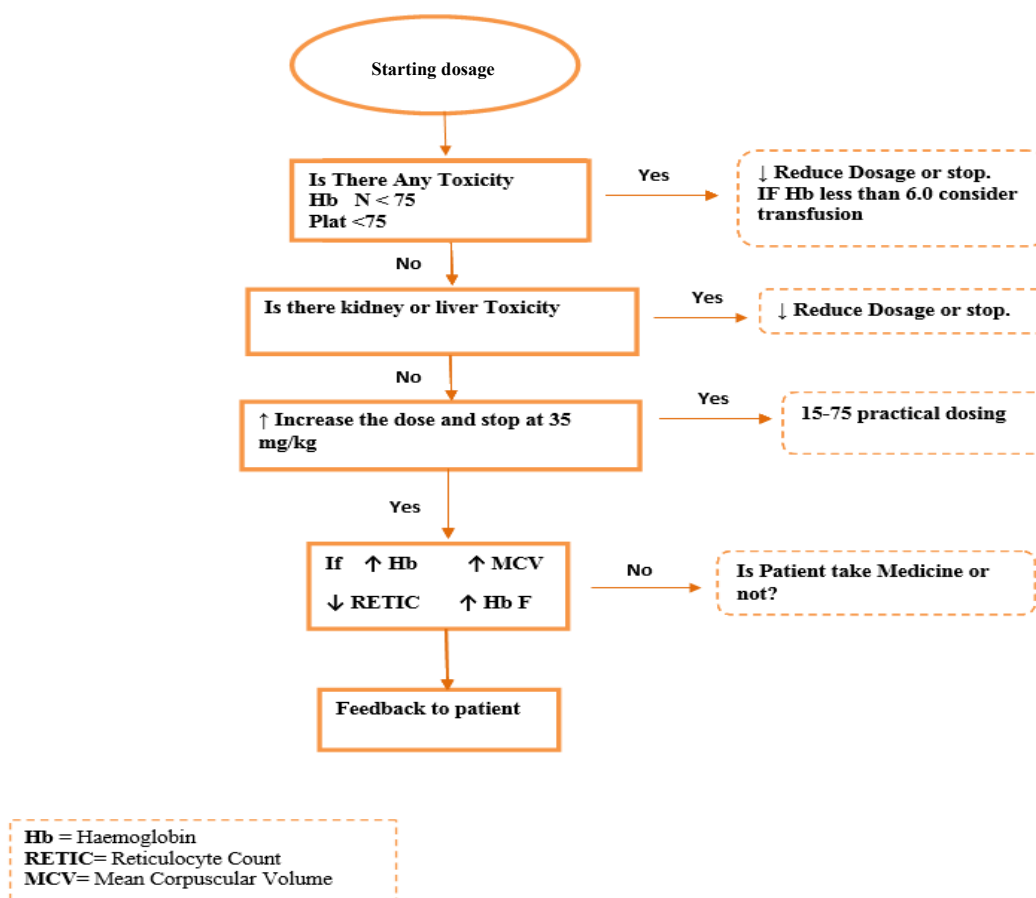 Starting dosage
Is There Any Toxicity
Hb N < 75
Plat <75
Yes
↓ Reduce Dosage or stop.
IF Hb less than 6.0 consider
transfusion
No
Is there kidney or liver Toxicity
Yes
↓ Reduce Dosage or stop.
No
↑ Increase the dose and stop at 35
mg/kg
Yes
15-75 practical dosing
Yes
If ↑ Hb ↑ MCV
↓ RETIC ↑ Hb F
No
Is Patient take Medicine or
not?
Feedback to patient
Hb = Haemoglobin
RETIC= Reticulocyte Count
MCV= Mean Corpuscular Volume